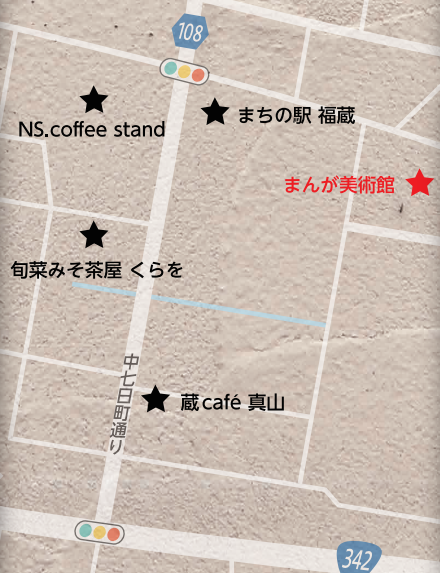 108
まちの駅 福蔵
NS.coffee stand
まんが美術館
旬菜みそ茶屋 くらを
中七日町通り
蔵café 真山
342